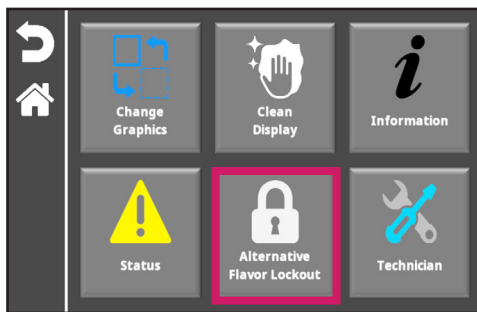 Change
Graphics
Clean
Display
Information
Status
Alternative
Flavor Lockout
Technician